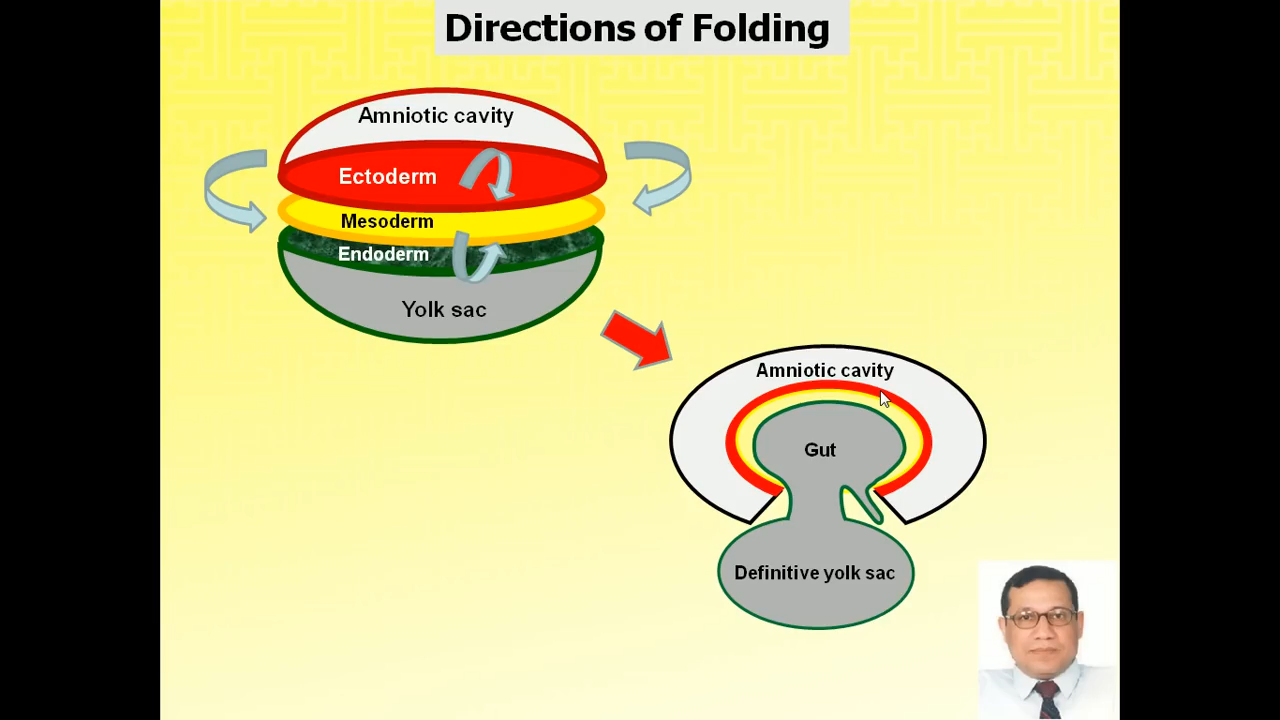 Directions of Folding
Amniotic cavity
Ectoderm
Mesoderm
Endoderm
Yolk sac
Amniotic cavity
Gut
Definitive yolk sac